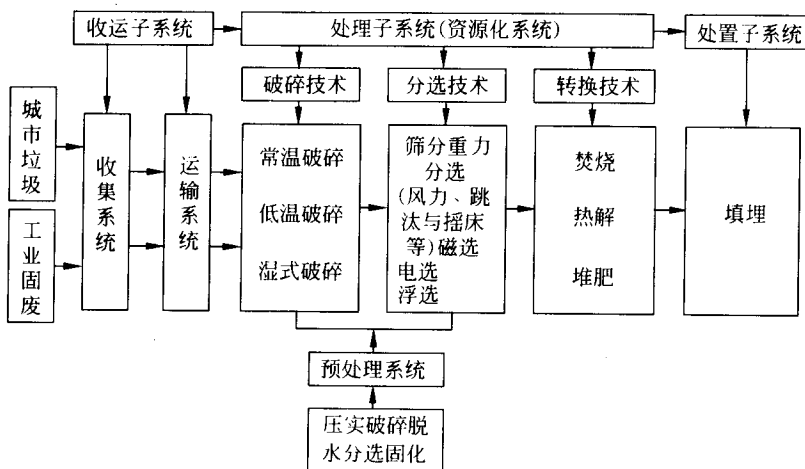 收运子系统
处理子系统(资源化系统)
处置子系统
破碎技术
分选技术
转换技术
城市垃圾
工业固废
收集系统
运输系统
常温破碎
低温破碎
湿式破碎
筛分重力
分选
(风力、跳
汰与摇床
等)磁选
电选
浮选
焚烧
热解
堆肥
填埋
预处理系统
压实破碎脱
水分选固化